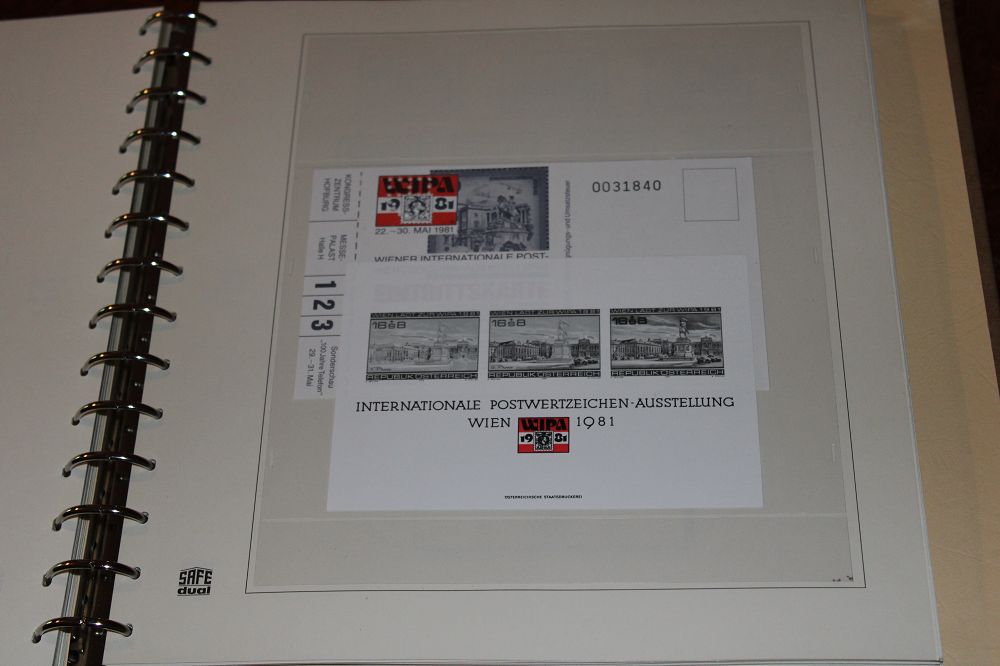 KONGRESS-
ZENTRUM
HOFBURG
MESSE-
PALAST
Halle H
1 2 3
Sonderschau
"100 Jahre Telefon"
29. - 31. Mai
WIPA
19 81
22.–30. MAI 1981
WIENER INTERNATIONALE POST-
EINTRITTSKARTE
0031840
WIEN LÄDT ZUR WIPA 1981
16+8
REPUBLIK ÖSTERREICH
WIEN LÄDT ZUR WIPA 1981
16+8
REPUBLIK ÖSTERREICH
WIEN LÄDT ZUR WIPA 1981
16+8
REPUBLIK ÖSTERREICH
INTERNATIONALE POSTWERTZEICHEN-AUSSTELLUNG
WIEN 1981
WIPA
19 81
ÖSTERREICHISCHE STAATSDRUCKEREI
SAFE
dual